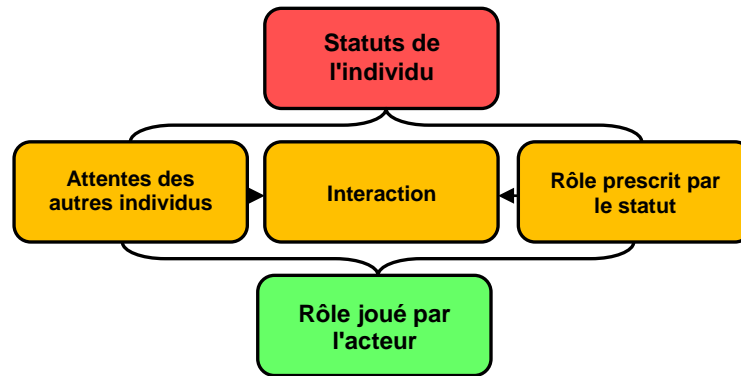 Statuts de
l'individu
Attentes des
autres individus
Interaction
Rôle prescrit par
le statut
Rôle joué par
l'acteur